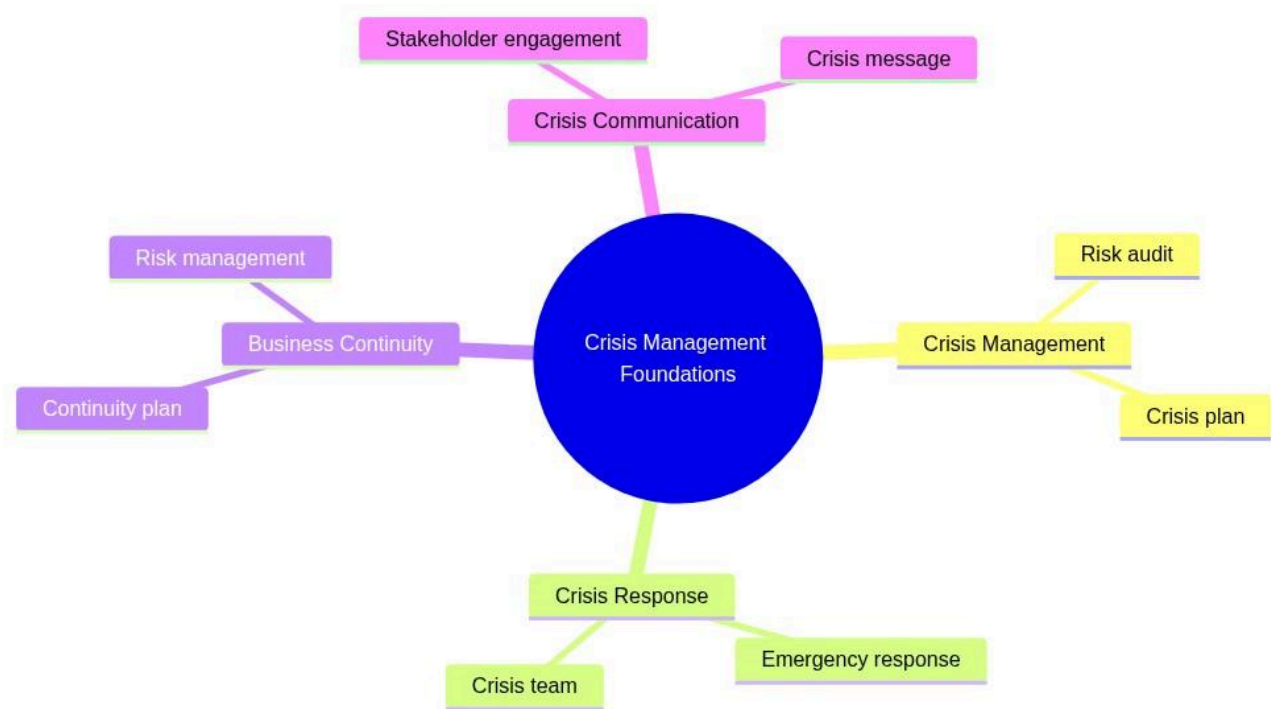 Stakeholder engagement
Crisis message
Crisis Communication
Risk management
Risk audit
Business Continuity
Crisis Management
Foundations
Crisis Management
Continuity plan
Crisis plan
Crisis Response
Emergency response
Crisis team